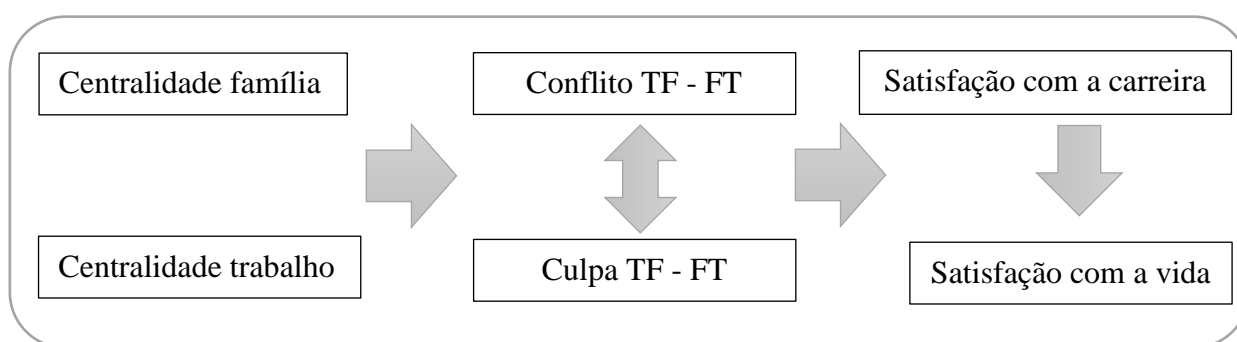 Centralidade família
Conflito TF - FT
Satisfação com a carreira
Centralidade trabalho
Culpa TF - FT
Satisfação com a vida